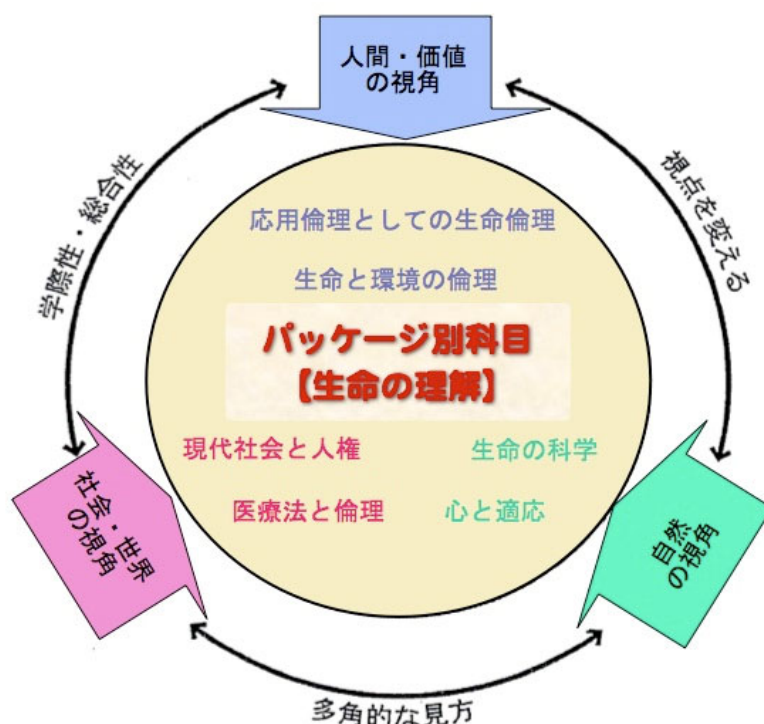 人間・価値
の視角
学際性・総合性
視点を変える
応用倫理としての生命倫理
生命と環境の倫理
パッケージ別科目
【生命の理解】
現代社会と人権
生命の科学
医療法と倫理
心と適応
社会・世界
の視角
自然
の視角
多角的な見方